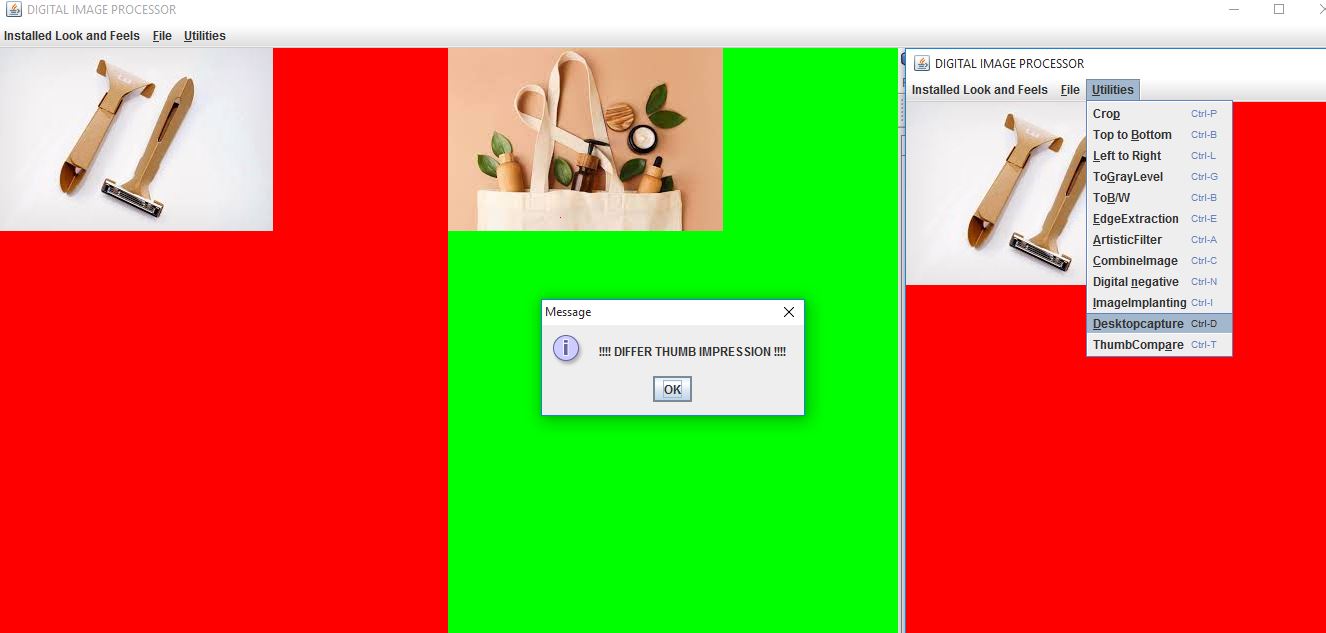 DIGITAL IMAGE PROCESSOR
Installed Look and Feels File Utilities
Message
!!!! DIFFER THUMB IMPRESSION !!!!
OK
DIGITAL IMAGE PROCESSOR
Installed Look and Feels File Utilities
Crop Ctrl-P
Top to Bottom Ctrl-B
Left to Right Ctrl-L
ToGrayLevel Ctrl-G
ToB/W Ctrl-B
EdgeExtraction Ctrl-E
ArtisticFilter Ctrl-A
CombineImage Ctrl-C
Digital negative Ctrl-N
ImageImplanting Ctrl-I
Desktopcapture Ctrl-D
ThumbCompare Ctrl-T